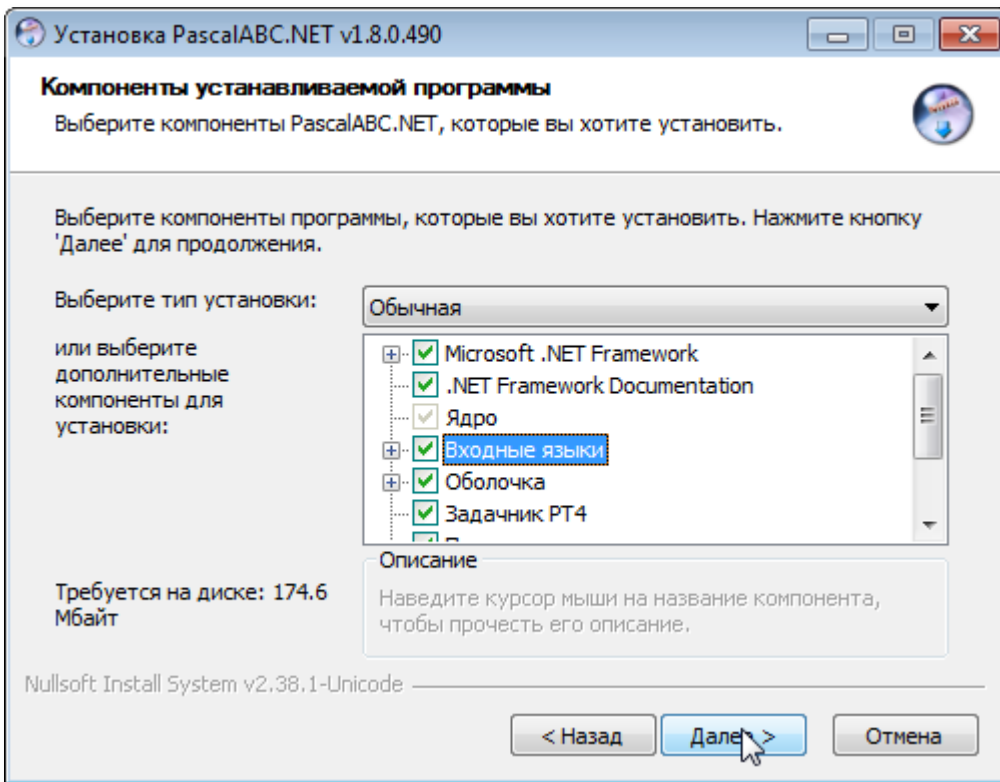 Установка PascalABC.NET v1.8.0.490
Компоненты устанавливаемой программы
Выберите компоненты PascalABC.NET, которые вы хотите установить.
Выберите компоненты программы, которые вы хотите установить. Нажмите кнопку
'Далее' для продолжения.
Выберите тип установки:
Обычная
или выберите
дополнительные
компоненты для
установки:
Microsoft .NET Framework
.NET Framework Documentation
Ядро
Входные языки
Оболочка
Задачник PT4
Требуется на диске: 174.6
Мбайт
Описание
Наведите курсор мыши на название компонента,
чтобы прочесть его описание.
Nullsoft Install System v2.38.1-Unicode
< Назад
Далее >
Отмена